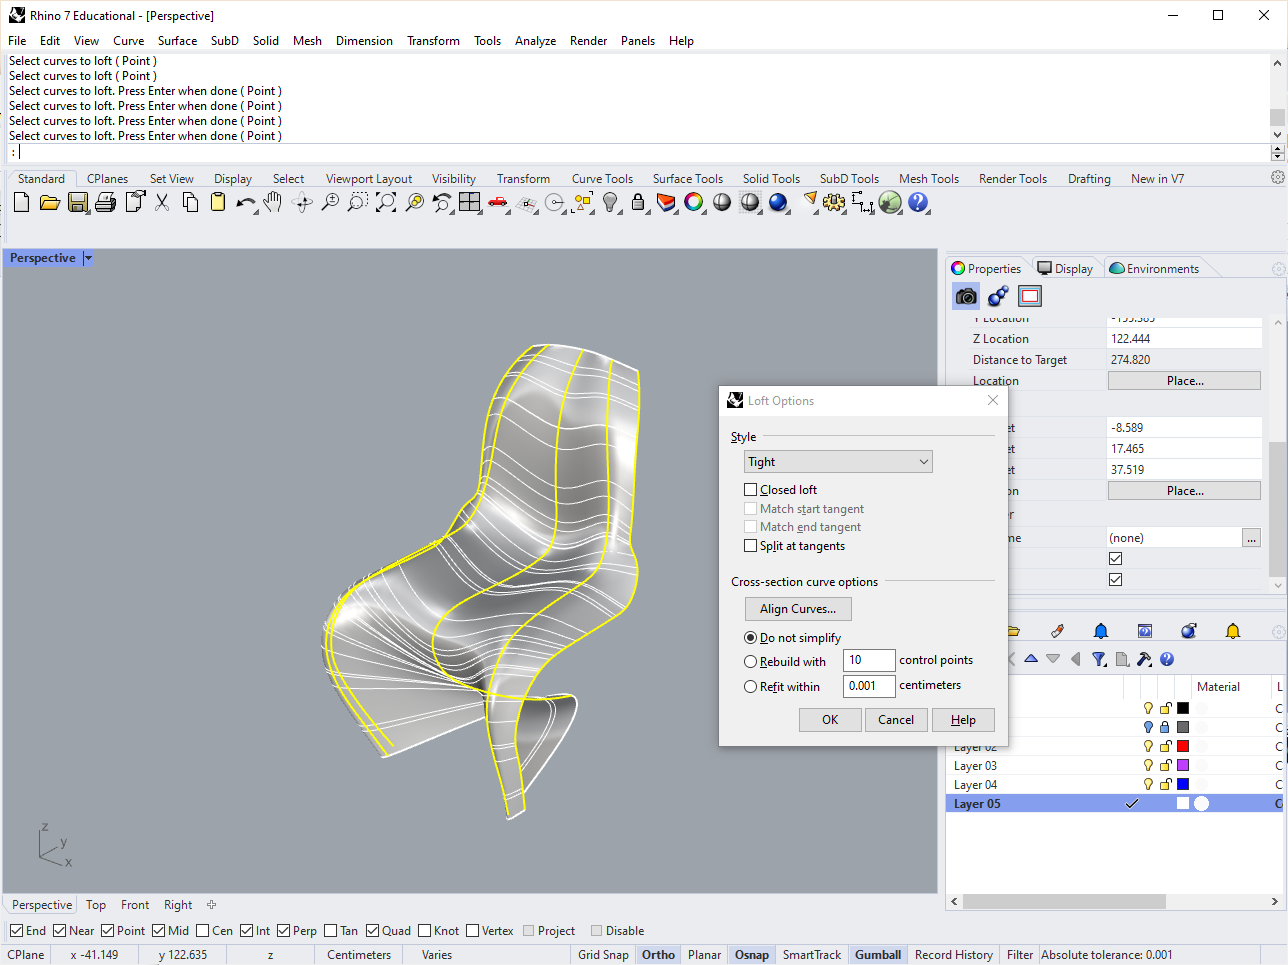 Rhino 7 Educational - [Perspective]
File Edit View Curve Surface SubD Solid Mesh Dimension Transform Tools Analyze Render Panels Help
Select curves to loft ( Point )
Select curves to loft ( Point )
Select curves to loft. Press Enter when done ( Point )
Select curves to loft. Press Enter when done ( Point )
Select curves to loft. Press Enter when done ( Point )
Select curves to loft. Press Enter when done ( Point )
:
Standard CPlanes Set View Display Select Viewport Layout Visibility Transform Curve Tools Surface Tools Solid Tools SubD Tools Mesh Tools Render Tools Drafting New in V7
Perspective
Properties Display Environments
Y Location -155.385
Z Location 122.444
Distance to Target 274.820
Location Place...
et -8.589
et 17.465
et 37.519
on Place...
r
me (none) ...
Loft Options
Style
Tight
Closed loft
Match start tangent
Match end tangent
Split at tangents
Cross-section curve options
Align Curves...
Do not simplify
Rebuild with 10 control points
Refit within 0.001 centimeters
OK Cancel Help
Material L
C
C
Layer 02 C
Layer 03 C
Layer 04 C
Layer 05 C
z
y
x
Perspective Top Front Right
End Near Point Mid Cen Int Perp Tan Quad Knot Vertex Project Disable
CPlane x -41.149 y 122.635 z Centimeters Varies Grid Snap Ortho Planar Osnap SmartTrack Gumball Record History Filter Absolute tolerance: 0.001